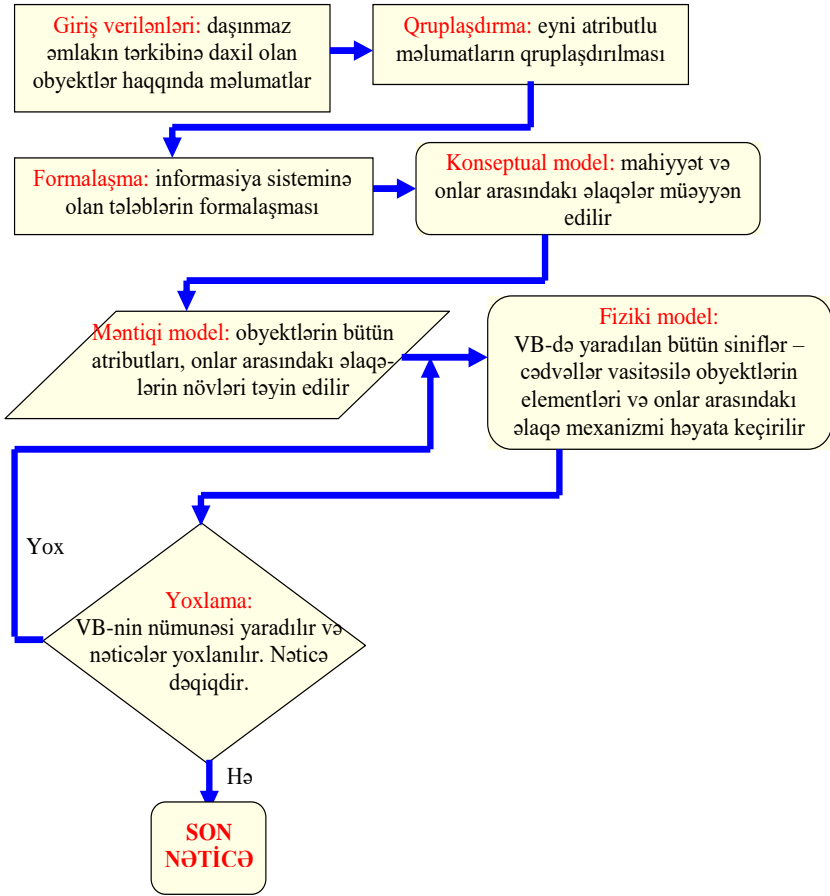 Giriş verilənləri: daşınmaz
əmlakın tərkibinə daxil olan
obyektlər haqqında məlumatlar
Qruplaşdırma: eyni atributlu
məlumatların qruplaşdırılması
Formalaşma: informasiya sisteminə
olan tələblərin formalaşması
Konseptual model: mahiyyət və
onlar arasındakı əlaqələr müəyyən
edilir
Məntiqi model: obyektlərin bütün
atributları, onlar arasındakı əlaqə-
lərin növləri təyin edilir
Fiziki model:
VB-də yaradılan bütün siniflər –
cədvəllər vasitəsilə obyektlərin
elementləri və onlar arasındakı
əlaqə mexanizmi həyata keçirilir
Yox
Yoxlama:
VB-nin nümunəsi yaradılır və
nəticələr yoxlanılır. Nəticə
dəqiqdir.
Hə
SON
NƏTİCƏ